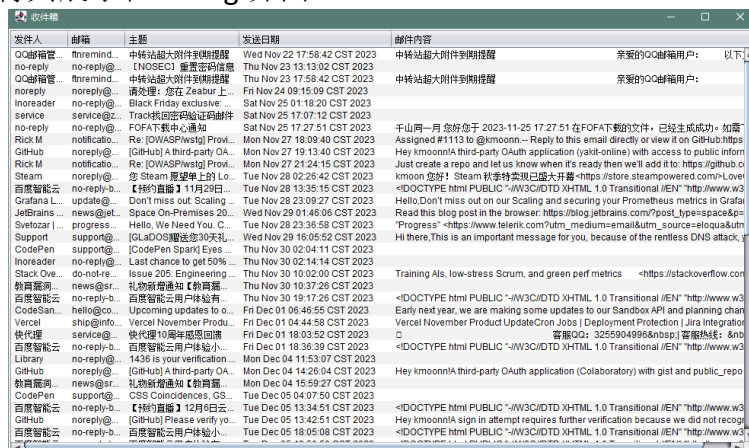 收件箱
发件人 邮箱 主题 发送日期 邮件内容
QQ邮箱管... ftnremind... 中转站超大附件到期提醒 Wed Nov 22 17:58:42 CST 2023 中转站超大附件到期提醒 亲爱的QQ邮箱用户： 以下
no-reply no-reply@... 【NOSEC】重置密码信息 Thu Nov 23 13:13:02 CST 2023
QQ邮箱管... ftnremind... 中转站超大附件到期提醒 Thu Nov 23 17:58:42 CST 2023 中转站超大附件到期提醒 亲爱的QQ邮箱用户： 以下
noreply noreply@... 请处理：您在 Zeabur 上... Fri Nov 24 09:15:09 CST 2023
Inoreader no-reply@... Black Friday exclusive: ... Sat Nov 25 01:18:20 CST 2023
service service@z... Track找回密码验证码邮件 Sat Nov 25 17:07:12 CST 2023
no-reply no-reply@... FOFA下载中心通知 Sat Nov 25 17:27:51 CST 2023 千山同一月 您好您于 2023-11-25 17:27:51 在FOFA下载的文件，已经生成成功。如需下
Rick M notificatio... Re: [OWASP/wstg] Provi... Mon Nov 27 18:09:40 CST 2023 Assigned #1113 to @kmoonn.-- Reply to this email directly or view it on GitHub:https
GitHub noreply@... [GitHub] A third-party OA... Mon Nov 27 19:13:40 CST 2023 Hey kmoonn!A third-party OAuth application (yakit-online) with access to public inform
Rick M notificatio... Re: [OWASP/wstg] Provi... Mon Nov 27 21:24:15 CST 2023 Just create a repo and let us know when it's ready then we'll add it to: https://github.c
Steam noreply@... 您 Steam 愿望单上的 Lo... Tue Nov 28 02:26:42 CST 2023 kmoon 您好！Steam 秋季特卖现已盛大开幕<https://store.steampowered.com/>Love
百度智能云 no-reply-b... 【预约直播】11月29日... Tue Nov 28 13:35:15 CST 2023 <!DOCTYPE html PUBLIC "-//W3C//DTD XHTML 1.0 Transitional //EN" "http://www.w3
Grafana L... update@... Don't miss out: Scaling ... Tue Nov 28 23:09:27 CST 2023 Hello,Don't miss out on our Scaling and securing your Prometheus metrics in Grafan
JetBrains ... news@jet... Space On-Premises 20... Wed Nov 29 01:46:06 CST 2023 Read this blog post in the browser: https://blog.jetbrains.com/?post_type=space&p=
Svetozar | ... progress... Hello, We Need You. C... Tue Nov 28 23:36:58 CST 2023 "Progress" <https://www.telerik.com?utm_medium=email&utm_source=eloqua&utm
Support support@... [GLaDOS]赠送您30天礼... Wed Nov 29 16:05:52 CST 2023 Hi there,This is an important message for you, because of the rentless DNS attack,
CodePen support@... [CodePen Spark] Eyes ... Thu Nov 30 02:04:11 CST 2023
Inoreader no-reply@... Last chance to get 50% ... Thu Nov 30 02:14:14 CST 2023
Stack Ove... do-not-re... Issue 205: Engineering ... Thu Nov 30 10:02:00 CST 2023 Training AIs, low-stress Scrum, and green perf metrics <https://stackoverflow.com
教育漏洞... news@sr... 礼物新增通知【教育漏... Thu Nov 30 10:37:26 CST 2023
百度智能云 no-reply-b... 百度智能云用户体验有... Thu Nov 30 19:17:26 CST 2023 <!DOCTYPE html PUBLIC "-//W3C//DTD XHTML 1.0 Transitional //EN" "http://www.w3
CodeSan... hello@co... Upcoming updates to o... Fri Dec 01 06:46:55 CST 2023 Early next year, we are making some updates to our Sandbox API and planning chan
Vercel ship@info... Vercel November Produ... Fri Dec 01 04:44:58 CST 2023 Vercel November Product UpdateCron Jobs | Deployment Protection | Jira Integration
快代理 service@... 快代理10周年感恩回馈 Fri Dec 01 18:03:52 CST 2023 客服QQ：3255904996&nbsp;| 客服热线：&nb
百度智能云 no-reply-b... 百度智能云用户体验小... Fri Dec 01 18:36:39 CST 2023 <!DOCTYPE html PUBLIC "-//W3C//DTD XHTML 1.0 Transitional //EN" "http://www.w3
Library no-reply@... 1436 is your verification ... Mon Dec 04 11:53:07 CST 2023
GitHub noreply@... [GitHub] A third-party OA... Mon Dec 04 14:26:04 CST 2023 Hey kmoonn!A third-party OAuth application (Colaboratory) with gist and public_repo
教育漏洞... news@sr... 礼物新增通知【教育漏... Mon Dec 04 15:59:27 CST 2023
CodePen support@... CSS Coincidences, GS... Tue Dec 05 04:07:50 CST 2023
百度智能云 no-reply-b... 【预约直播】12月6日云... Tue Dec 05 13:34:51 CST 2023 <!DOCTYPE html PUBLIC "-//W3C//DTD XHTML 1.0 Transitional //EN" "http://www.w3
GitHub noreply@... [GitHub] Please verify yo... Tue Dec 05 13:42:51 CST 2023 Hey kmoonn!A sign in attempt requires further verification because we did not recog
百度智能云 no-reply-b... 百度智能云用户体验小... Tue Dec 05 18:05:08 CST 2023 <!DOCTYPE html PUBLIC "-//W3C//DTD XHTML 1.0 Transitional //EN" "http://www.w3